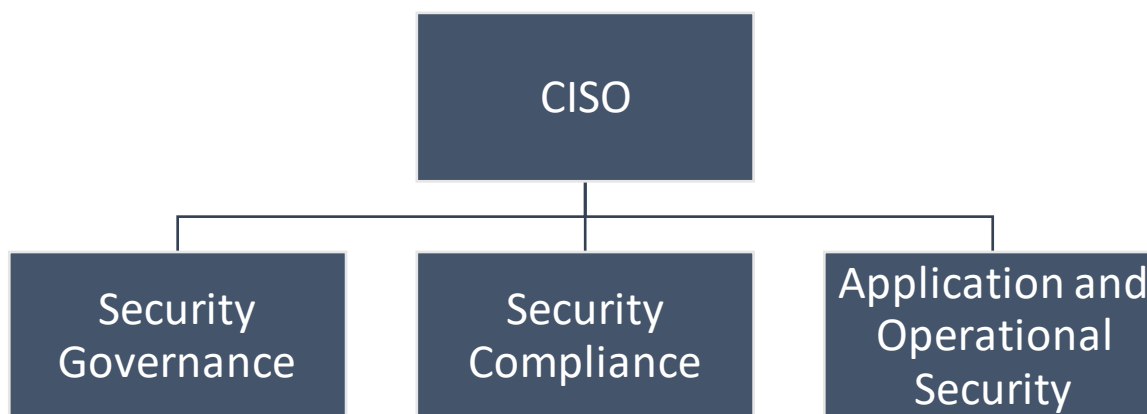 CISO
Security
Governance
Security
Compliance
Application and
Operational
Security